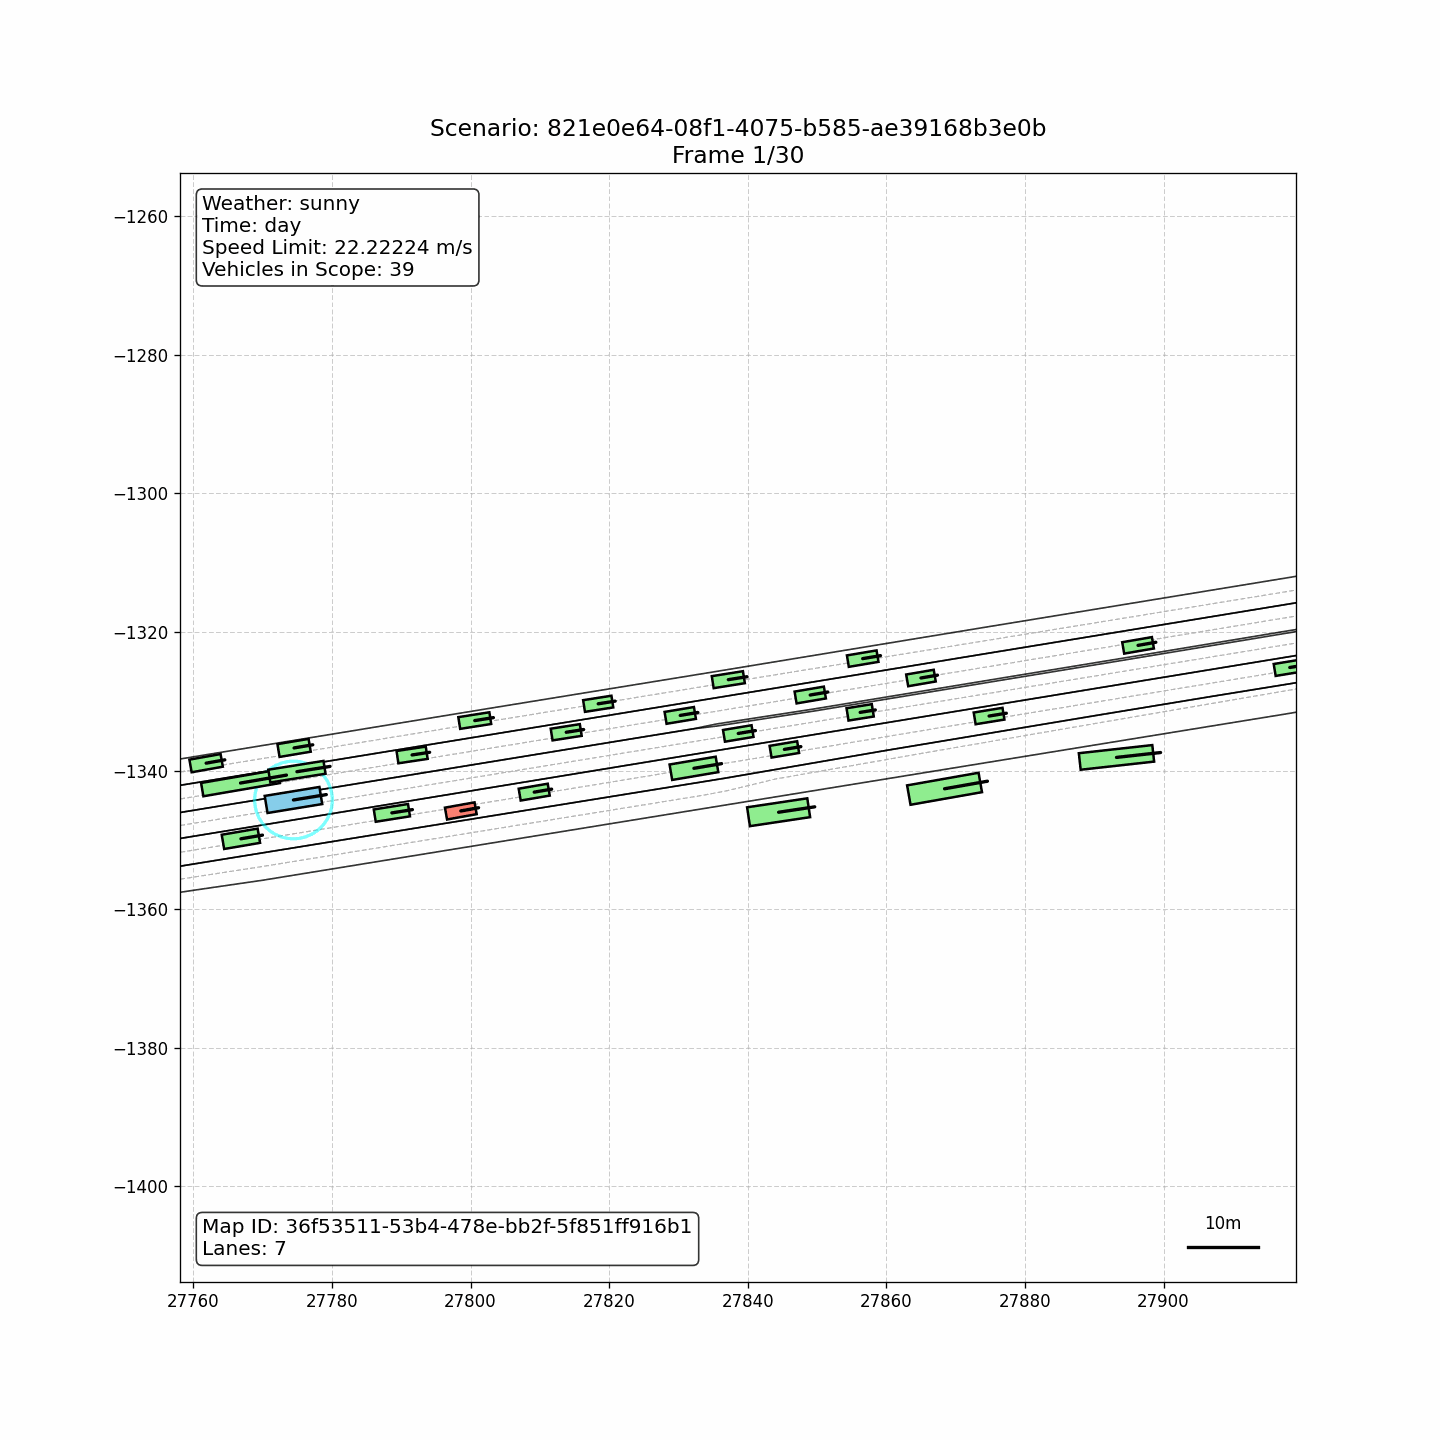 Scenario: 821e0e64-08f1-4075-b585-ae39168b3e0b
Frame 1/30
Weather: sunny
Time: day
Speed Limit: 22.22224 m/s
Vehicles in Scope: 39
−1260
−1280
−1300
−1320
−1340
−1360
−1380
−1400
Map ID: 36f53511-53b4-478e-bb2f-5f851ff916b1
Lanes: 7
10m
27760 27780 27800 27820 27840 27860 27880 27900